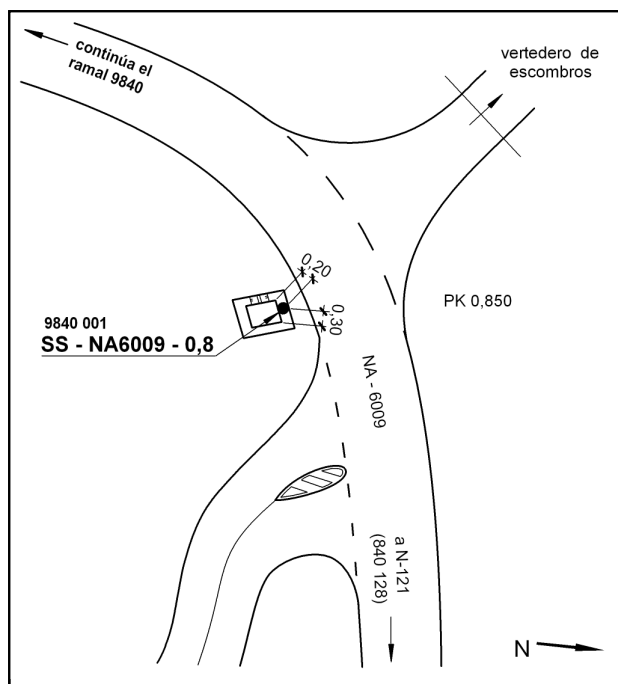 continúa el
ramal 9840
vertedero de
escombros
0,20
0,30
PK 0,850
9840 001
SS - NA6009 - 0,8
NA - 6009
a N-121
(840 128)
N